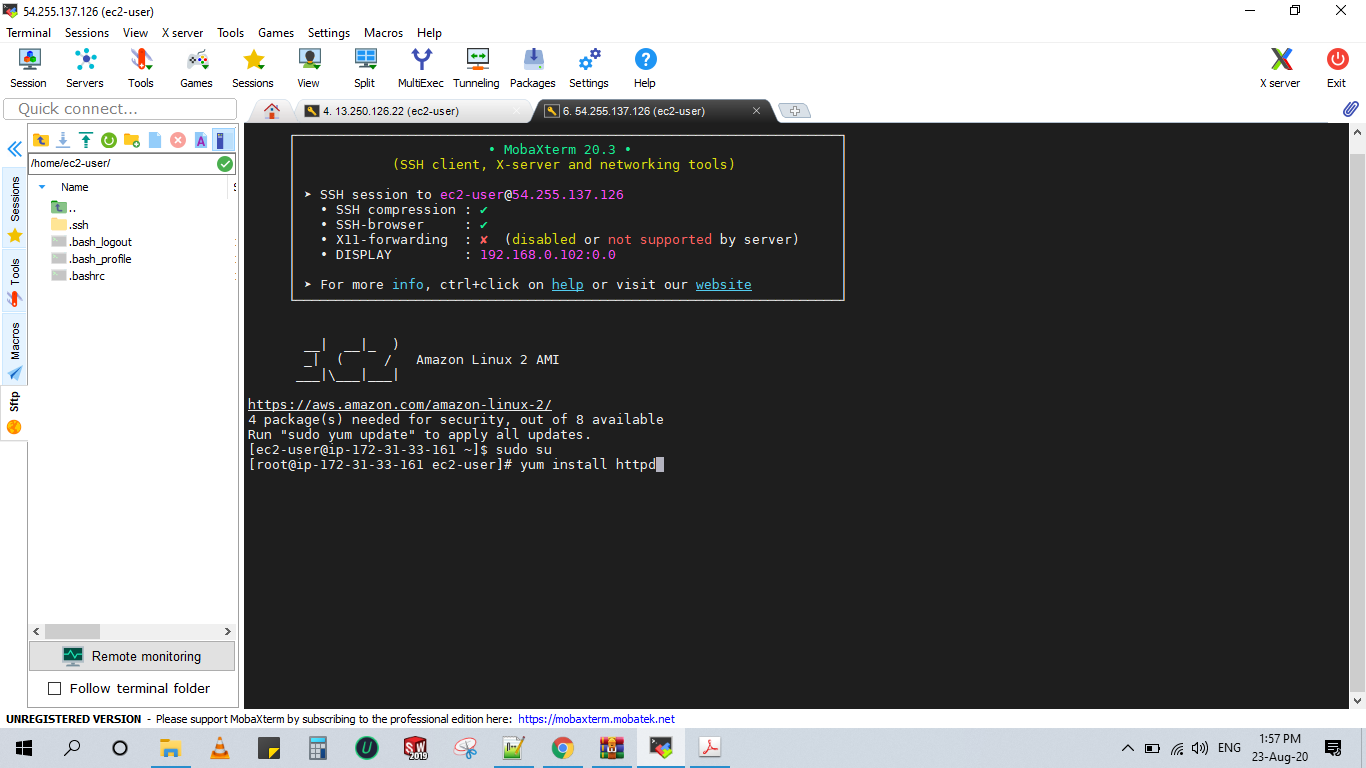 54.255.137.126 (ec2-user)
Terminal Sessions View X server Tools Games Settings Macros Help
Session Servers Tools Games Sessions View Split MultiExec Tunneling Packages Settings Help X server Exit
Quick connect...
4. 13.250.126.22 (ec2-user)
6. 54.255.137.126 (ec2-user)
Sessions
Tools
Macros
Sftp
/home/ec2-user/
Name
..
.ssh
.bash_logout
.bash_profile
.bashrc
Remote monitoring
Follow terminal folder
• MobaXterm 20.3 •
(SSH client, X-server and networking tools)
➤ SSH session to ec2-user@54.255.137.126
• SSH compression : ✔
• SSH-browser : ✔
• X11-forwarding : ✘ (disabled or not supported by server)
• DISPLAY : 192.168.0.102:0.0
➤ For more info, ctrl+click on help or visit our website
__| __|_ )
_| ( / Amazon Linux 2 AMI
___|\___|___|
https://aws.amazon.com/amazon-linux-2/
4 package(s) needed for security, out of 8 available
Run "sudo yum update" to apply all updates.
[ec2-user@ip-172-31-33-161 ~]$ sudo su
[root@ip-172-31-33-161 ec2-user]# yum install httpd
UNREGISTERED VERSION - Please support MobaXterm by subscribing to the professional edition here: https://mobaxterm.mobatek.net
SW 2019
ENG
1:57 PM
23-Aug-20